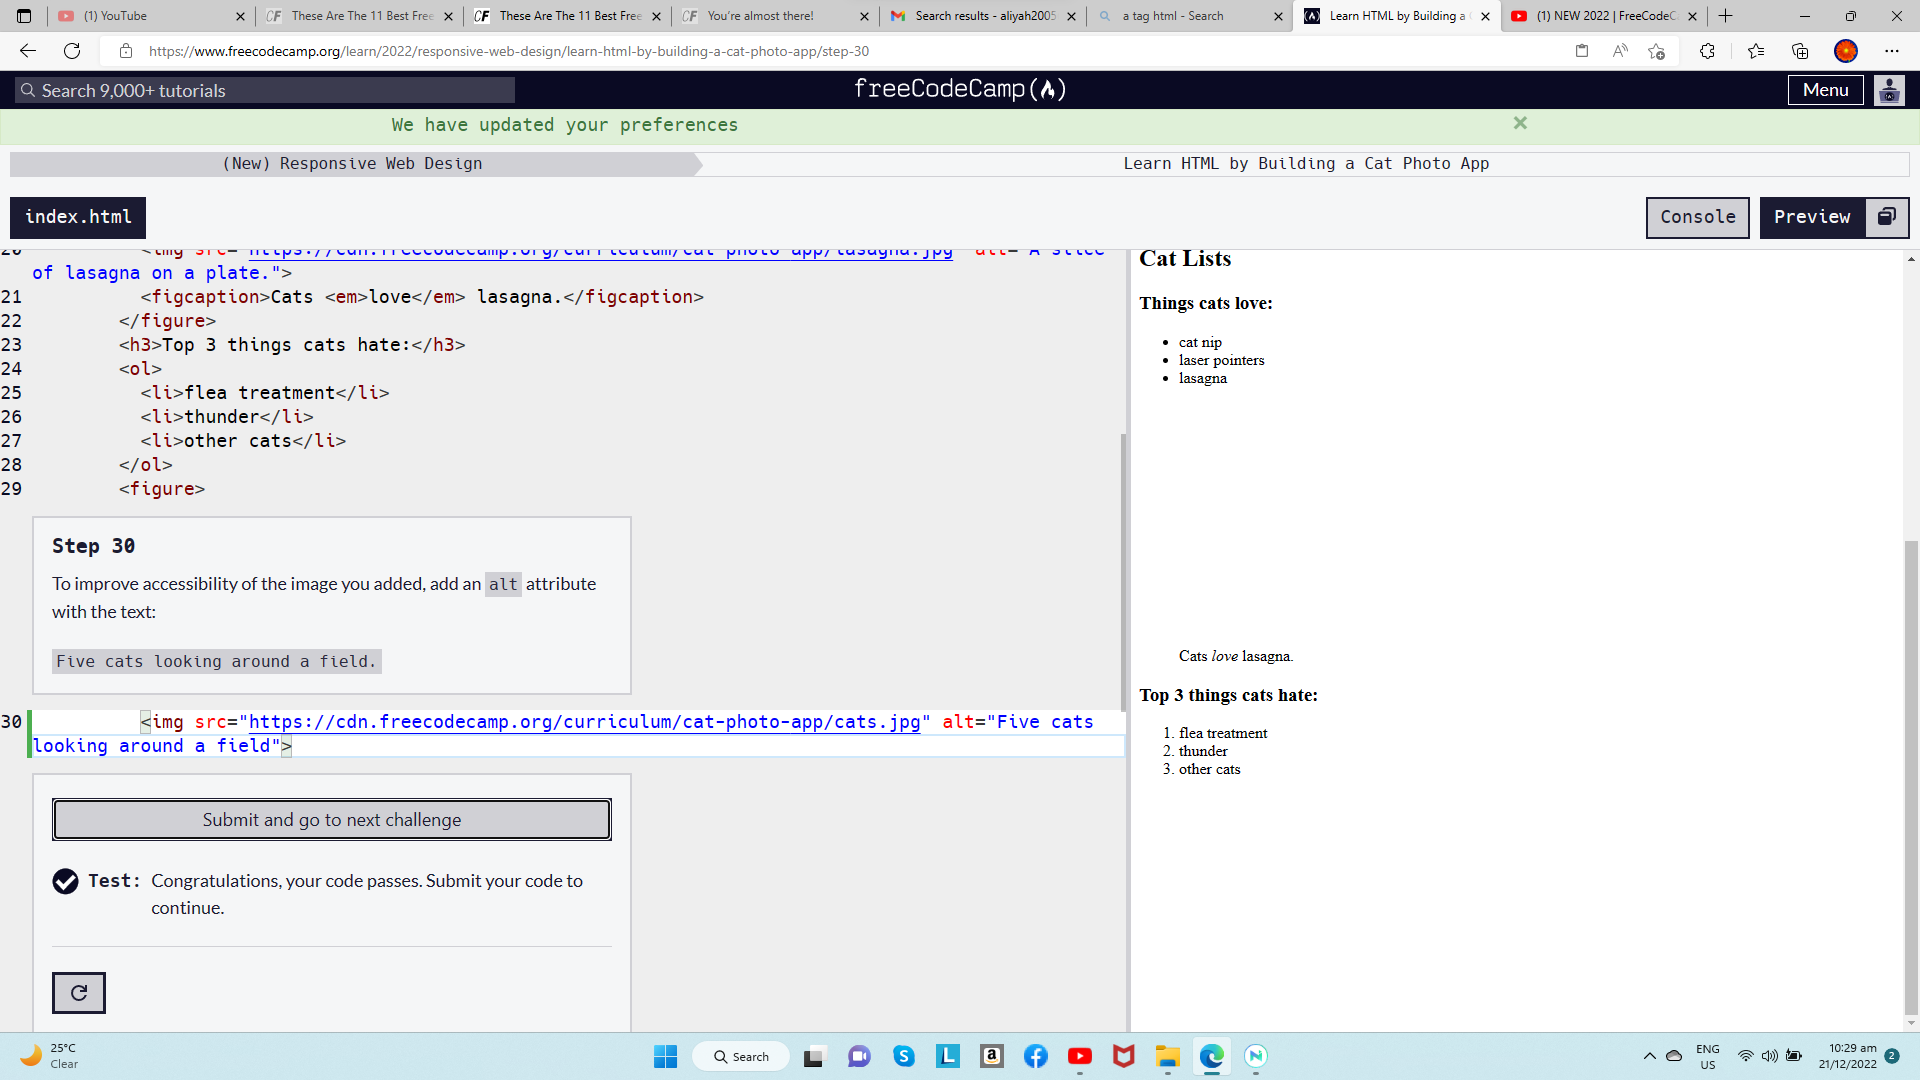 (1) YouTube
These Are The 11 Best Free
These Are The 11 Best Free
You're almost there!
Search results - aliyah2005
a tag html - Search
Learn HTML by Building a
(1) NEW 2022 | FreeCodeC
https://www.freecodecamp.org/learn/2022/responsive-web-design/learn-html-by-building-a-cat-photo-app/step-30
Search 9,000+ tutorials
freeCodeCamp
Menu
We have updated your preferences
(New) Responsive Web Design
Learn HTML by Building a Cat Photo App
index.html
Console
Preview
20 <img src="https://cdn.freecodecamp.org/curriculum/cat-photo-app/lasagna.jpg" alt="A slice
of lasagna on a plate.">
21 <figcaption>Cats <em>love</em> lasagna.</figcaption>
22 </figure>
23 <h3>Top 3 things cats hate:</h3>
24 <ol>
25 <li>flea treatment</li>
26 <li>thunder</li>
27 <li>other cats</li>
28 </ol>
29 <figure>
Step 30
To improve accessibility of the image you added, add an alt attribute
with the text:
Five cats looking around a field.
30 <img src="https://cdn.freecodecamp.org/curriculum/cat-photo-app/cats.jpg" alt="Five cats
looking around a field">
Submit and go to next challenge
Test: Congratulations, your code passes. Submit your code to
continue.
Cat Lists
Things cats love:
• cat nip
• laser pointers
• lasagna
Cats love lasagna.
Top 3 things cats hate:
1. flea treatment
2. thunder
3. other cats
25°C
Clear
Search
ENG
US
10:29 am
21/12/2022
2